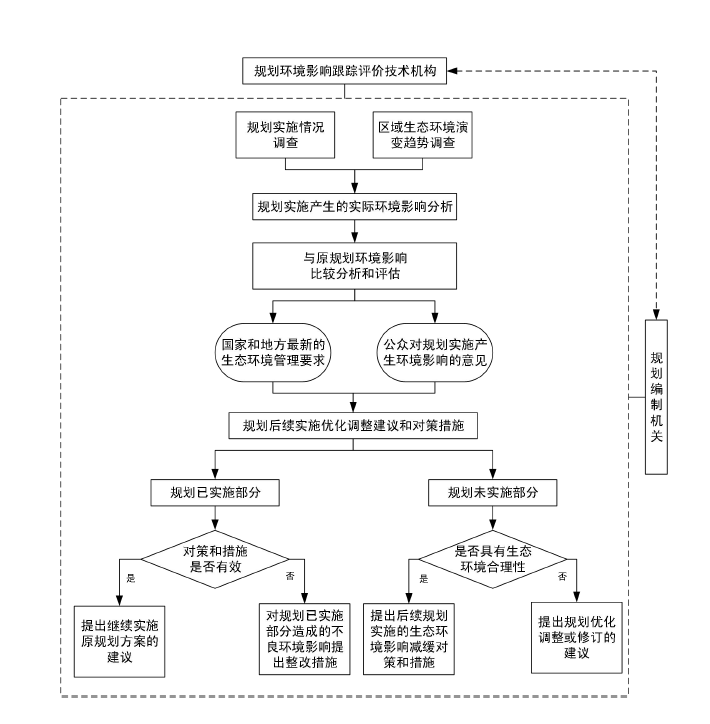 规划环境影响跟踪评价技术机构
规划实施情况
调查
区域生态环境演
变趋势调查
规划实施产生的实际环境影响分析
与原规划环境影响
比较分析和评估
国家和地方最新的
生态环境管理要求
公众对规划实施产
生环境影响的意见
规划编制机关
规划后续实施优化调整建议和对策措施
规划已实施部分
规划未实施部分
对策和措施
是否有效
是否具有生态
环境合理性
是
否
是
否
提出继续实施
原规划方案的
建议
对规划已实施
部分造成的不
良环境影响提
出整改措施
提出后续规划
实施的生态环
境影响减缓对
策和措施
提出规划优化
调整或修订的
建议